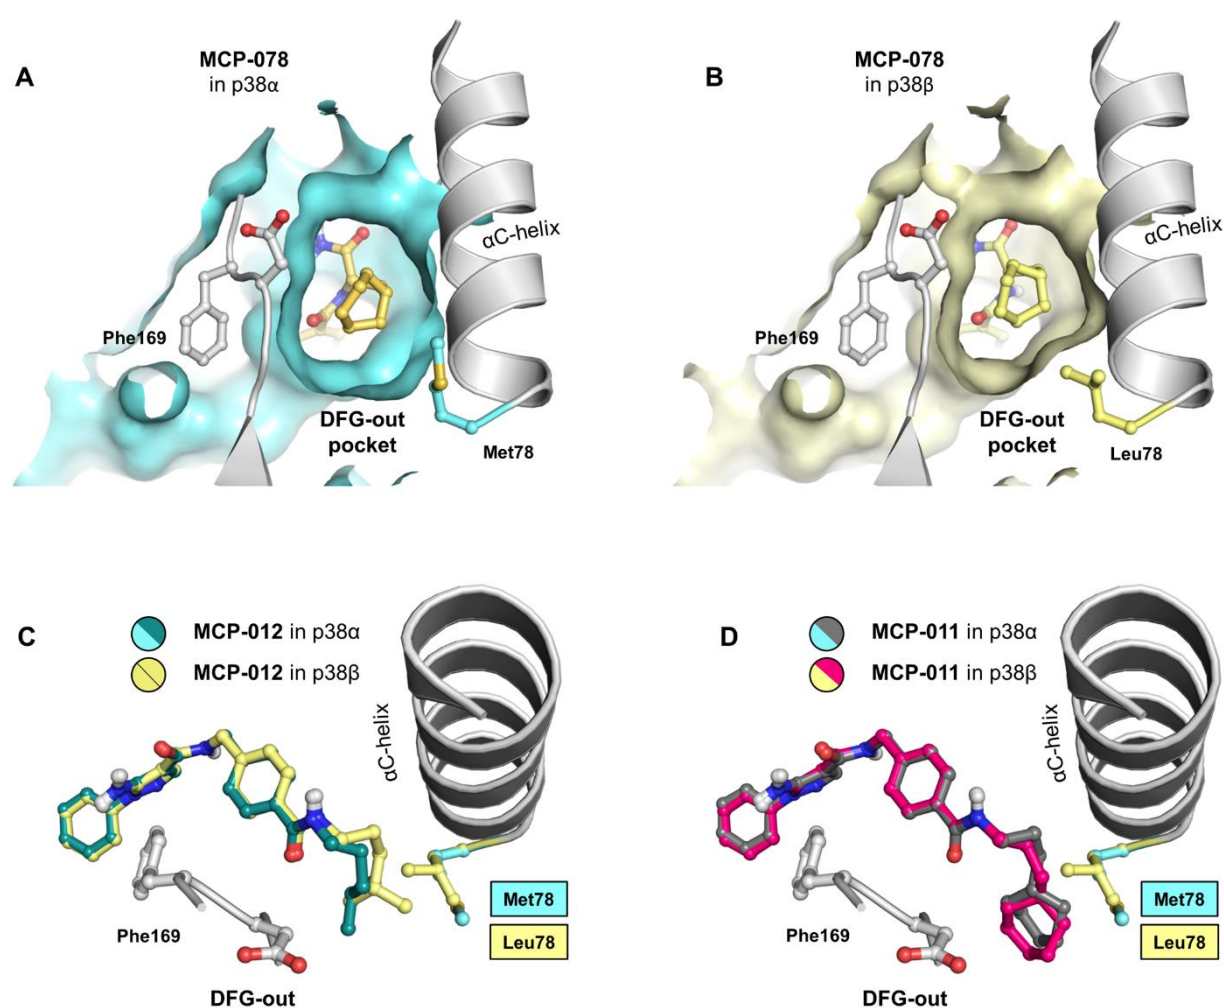 A
MCP-078
in p38α
αC-helix
Phe169
DFG-out
pocket
Met78
B
MCP-078
in p38β
αC-helix
Phe169
DFG-out
pocket
Leu78
C
MCP-012 in p38α
MCP-012 in p38β
αC-helix
Met78
Leu78
Phe169
DFG-out
D
MCP-011 in p38α
MCP-011 in p38β
αC-helix
Met78
Leu78
Phe169
DFG-out